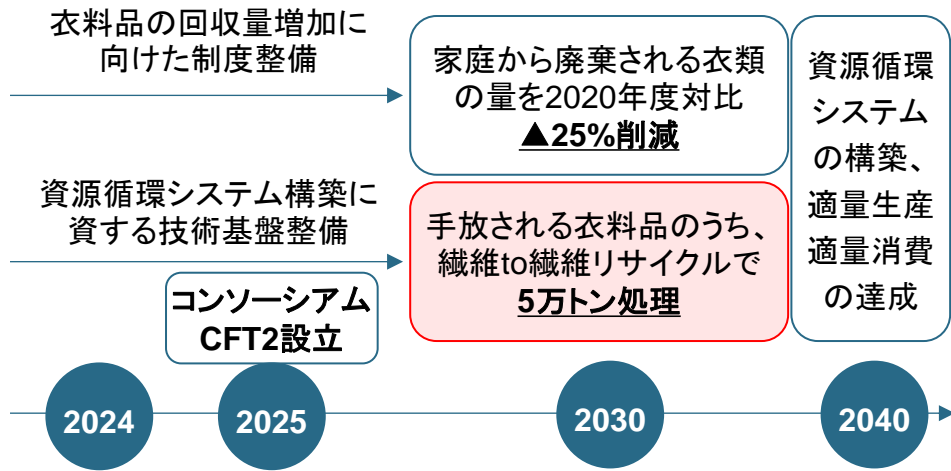 衣料品の回収量増加に
向けた制度整備
家庭から廃棄される衣類
の量を2020年度対比
▲25%削減
資源循環
システム
の構築、
適量生産
適量消費
の達成
資源循環システム構築に
資する技術基盤整備
手放される衣料品のうち、
繊維to繊維リサイクルで
5万トン処理
コンソーシアム
CFT2設立
2024
2025
2030
2040